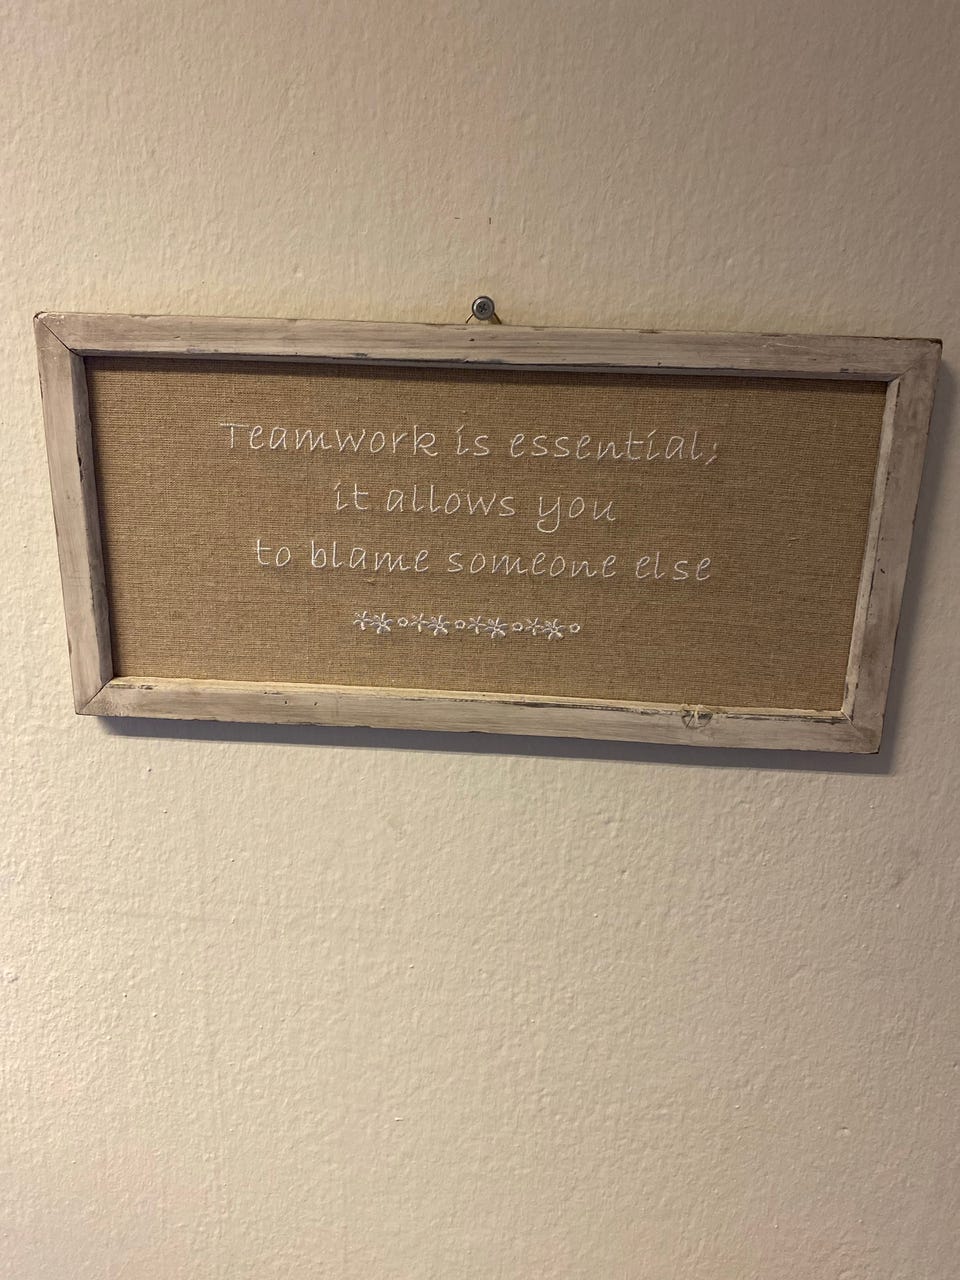 Teamwork is essential;
it allows you
to blame someone else